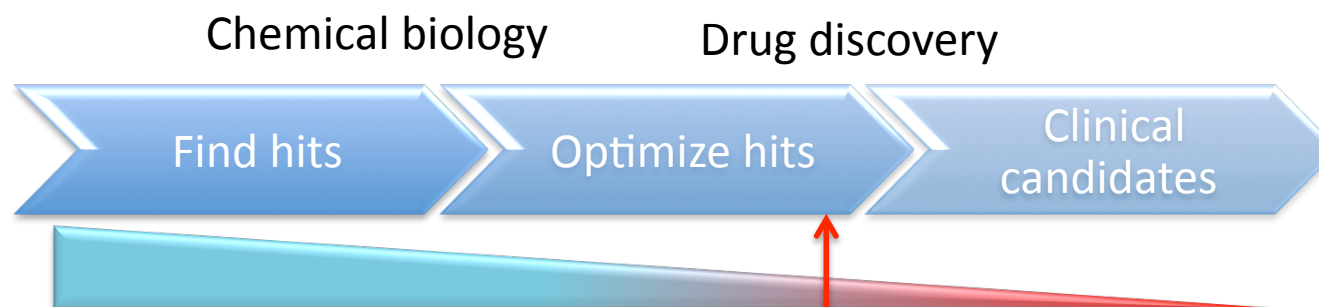 Chemical biology
Drug discovery
Find hits
Optimize hits
Clinical
candidates